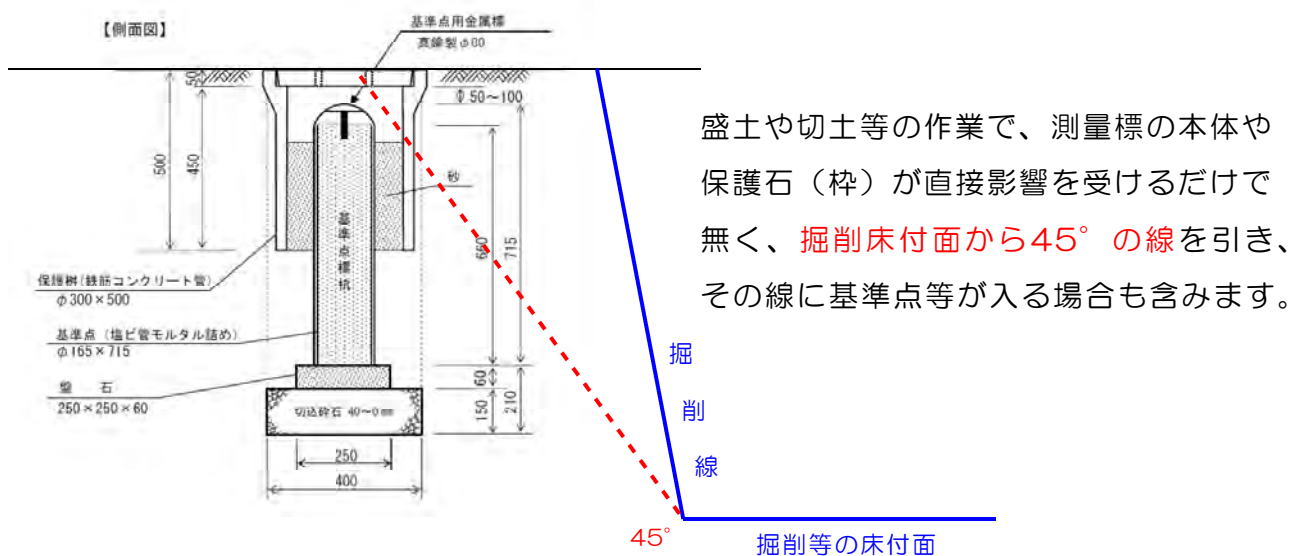 【側面図】
基準点用金属標
真鍮製φ80
50
φ 50～100
500
450
砂
基準点標杭
660
715
保護桝(鉄筋コンクリート管)
φ300×500
基準点（塩ビ管モルタル詰め）
φ165×715
盤　石
250×250×60
切込砕石 40～0㎜
60
150
210
250
400
盛土や切土等の作業で、測量標の本体や
保護石（枠）が直接影響を受けるだけで
無く、掘削床付面から45°の線を引き、
その線に基準点等が入る場合も含みます。
掘削線
45°
掘削等の床付面